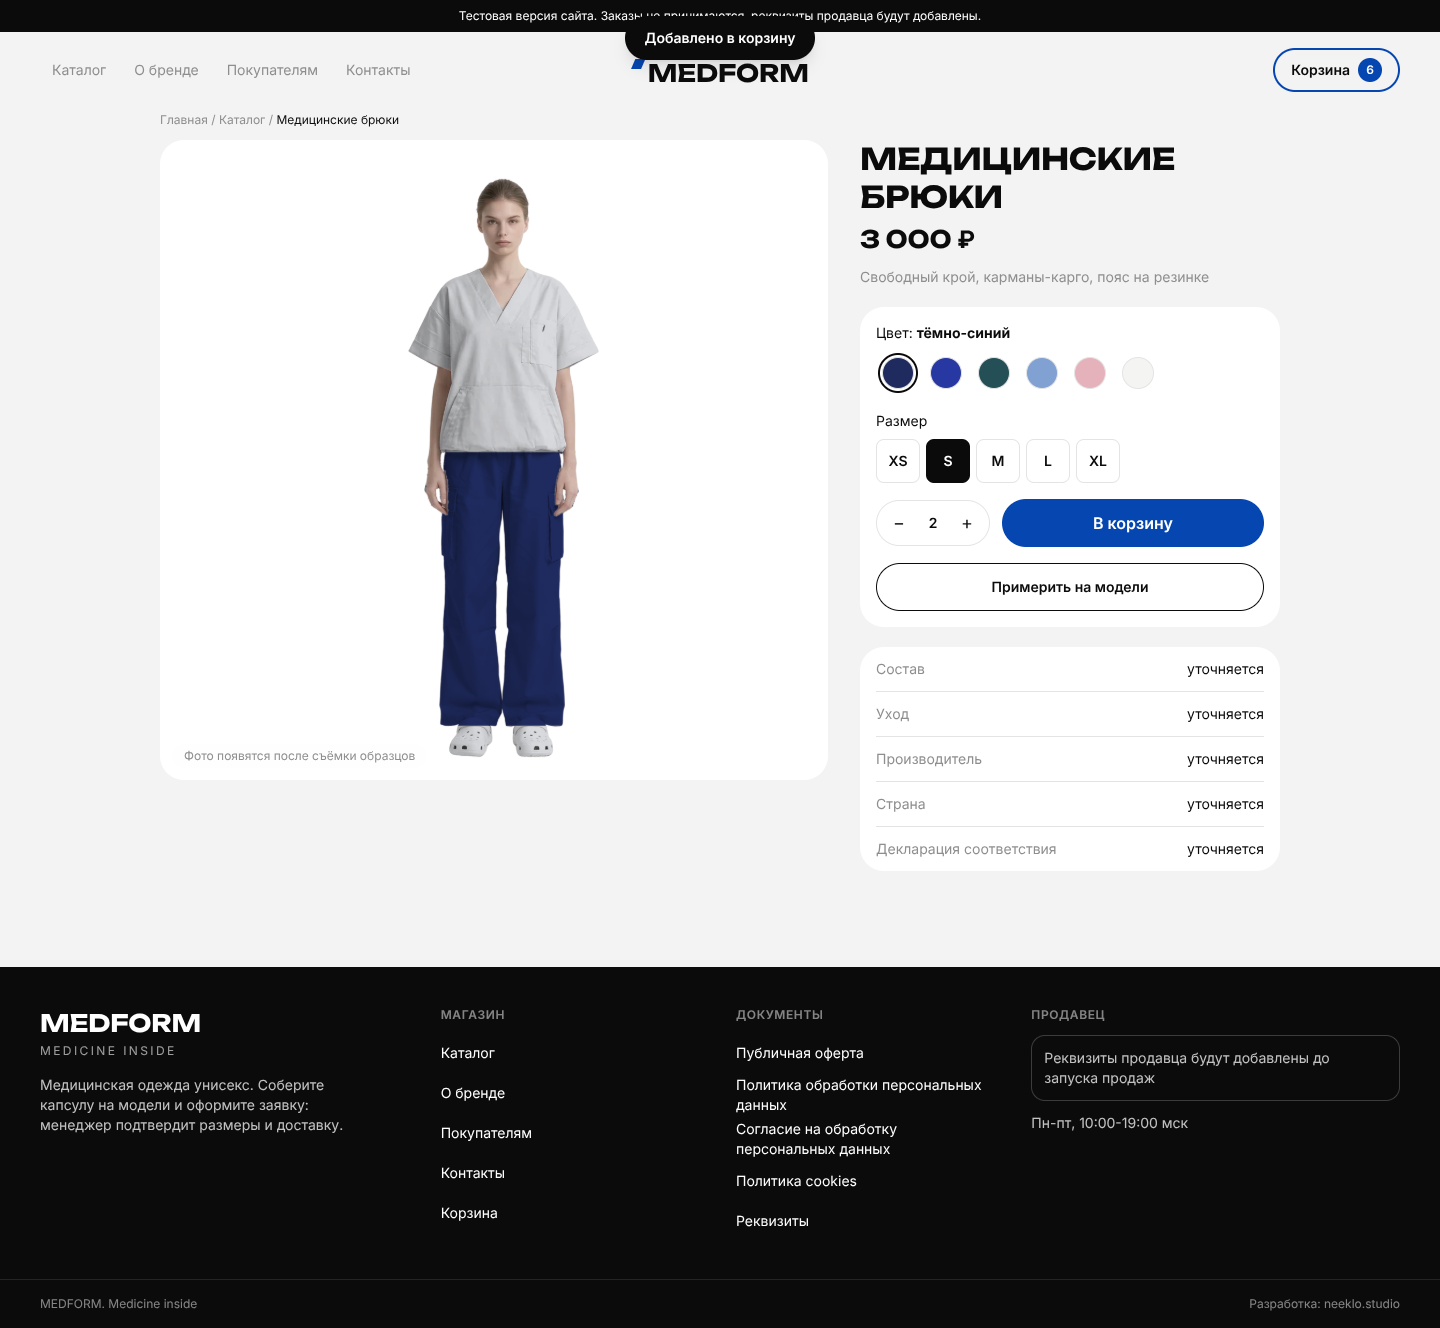 Тестовая версия сайта. Заказы не принимаются, реквизиты продавца будут добавлены.
Добавлено в корзину
Каталог
О бренде
Покупателям
Контакты
MEDFORM
Корзина 6
Главная / Каталог / Медицинские брюки
МЕДИЦИНСКИЕ
БРЮКИ
3 000 ₽
Свободный крой, карманы-карго, пояс на резинке
Цвет: тёмно-синий
Размер
XS S M L XL
− 2 + В корзину
Примерить на модели
Фото появятся после съёмки образцов
Состав уточняется
Уход уточняется
Производитель уточняется
Страна уточняется
Декларация соответствия уточняется
MEDFORM
MEDICINE INSIDE
Медицинская одежда унисекс. Соберите
капсулу на модели и оформите заявку:
менеджер подтвердит размеры и доставку.
МАГАЗИН
Каталог
О бренде
Покупателям
Контакты
Корзина
ДОКУМЕНТЫ
Публичная оферта
Политика обработки персональных
данных
Согласие на обработку
персональных данных
Политика cookies
Реквизиты
ПРОДАВЕЦ
Реквизиты продавца будут добавлены до
запуска продаж
Пн-пт, 10:00-19:00 мск
MEDFORM. Medicine inside
Разработка: neeklo.studio